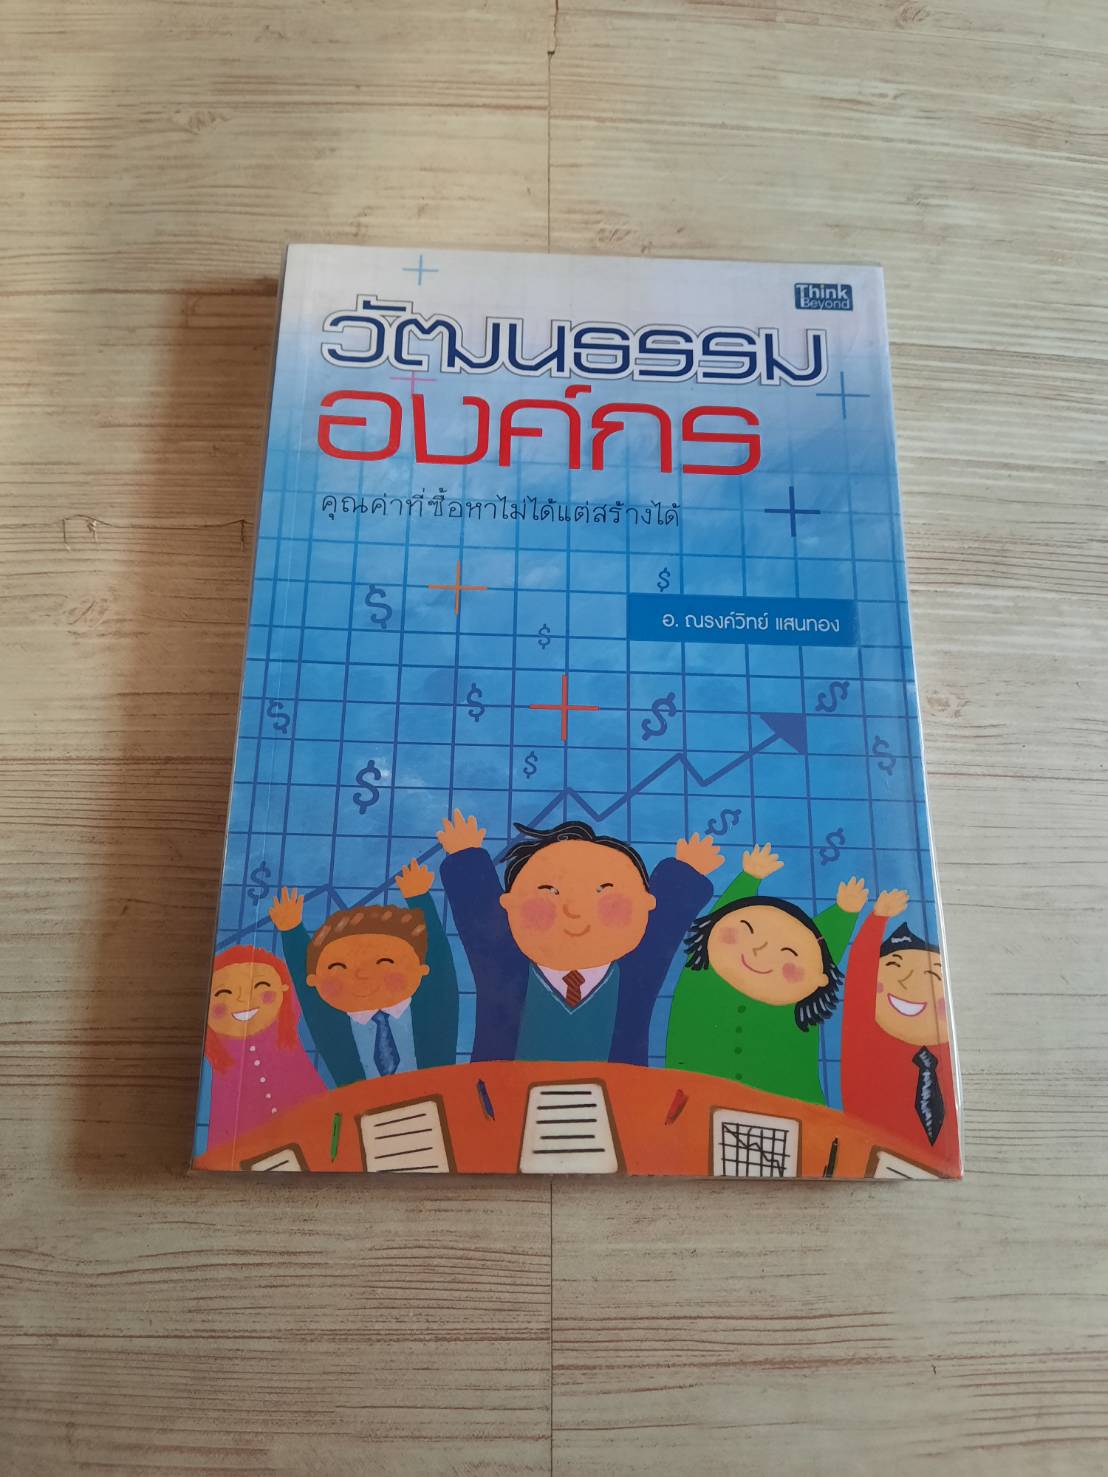 Think
Beyond
วัฒนธรรม
องค์กร
คุณค่าที่ซื้อหาไม่ได้แต่สร้างได้
อ. ณรงค์วิทย์ แสนทอง